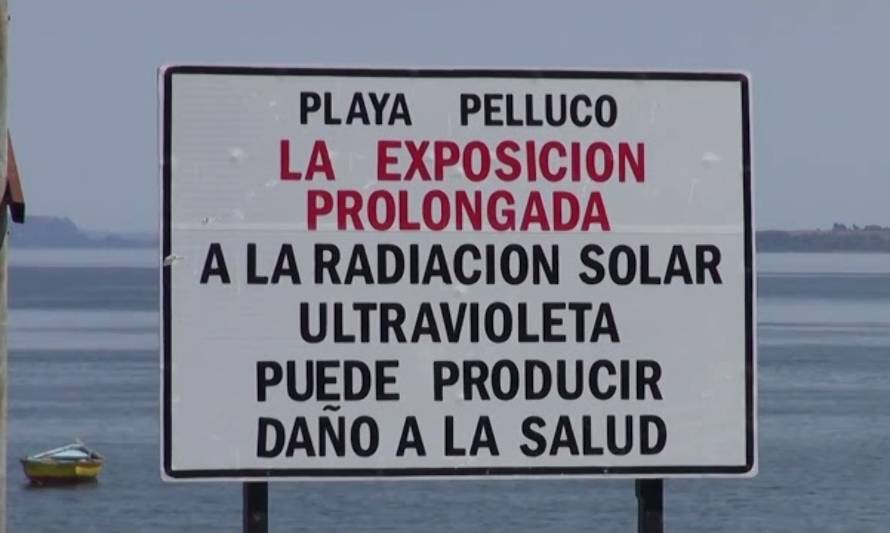 PLAYA PELLUCO
LA EXPOSICION
PROLONGADA
A LA RADIACION SOLAR
ULTRAVIOLETA
PUEDE PRODUCIR
DAÑO A LA SALUD